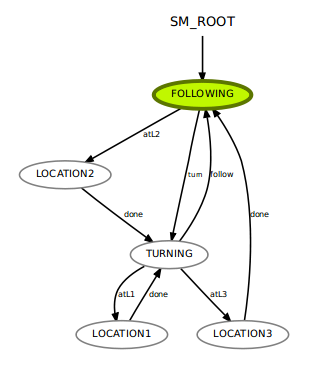 SM_ROOT
FOLLOWING
atL2
LOCATION2
turn
follow
done
done
TURNING
atL1
done
atL3
LOCATION1
LOCATION3